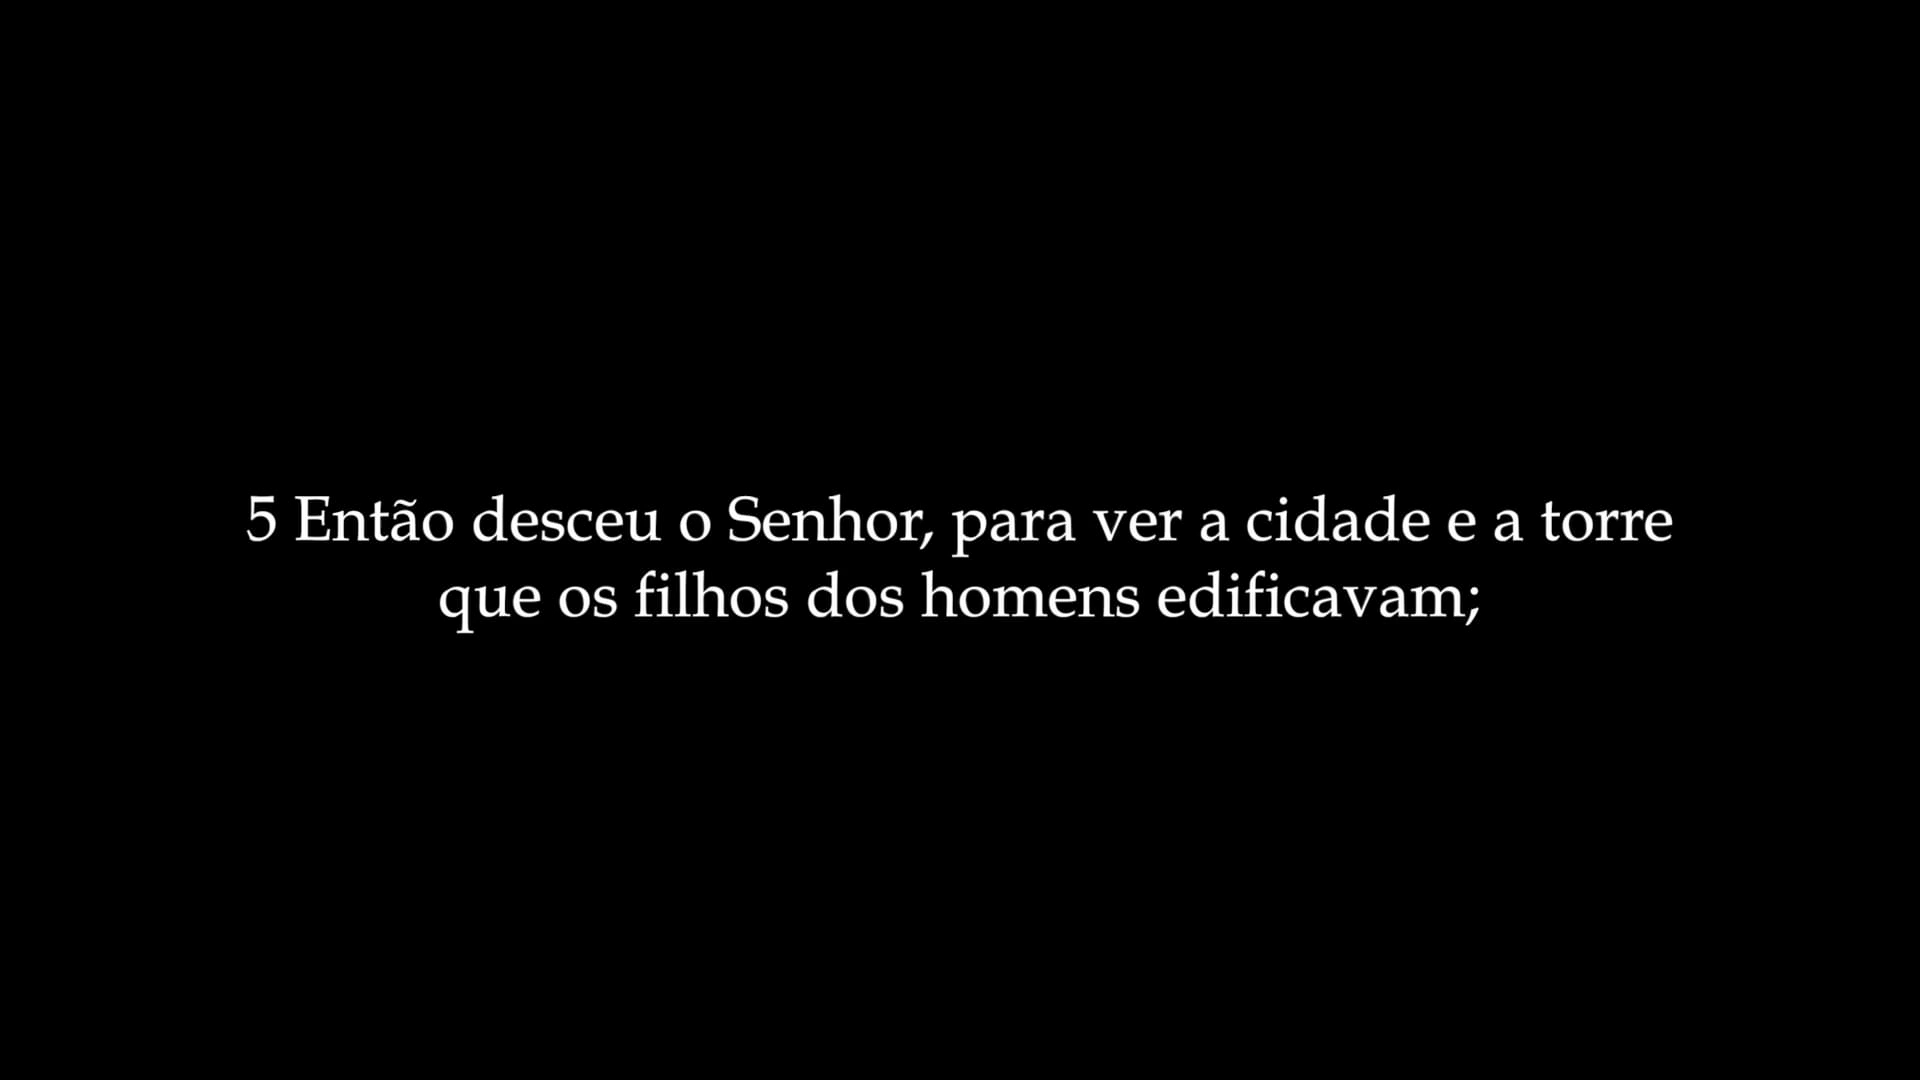 5 Então desceu o Senhor, para ver a cidade e a torre
que os filhos dos homens edificavam;